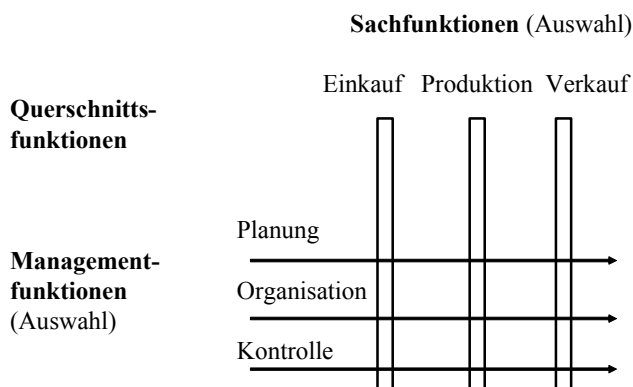 Sachfunktionen (Auswahl)
Einkauf Produktion Verkauf
Querschnitts-
funktionen
Planung
Management-
funktionen
(Auswahl)
Organisation
Kontrolle